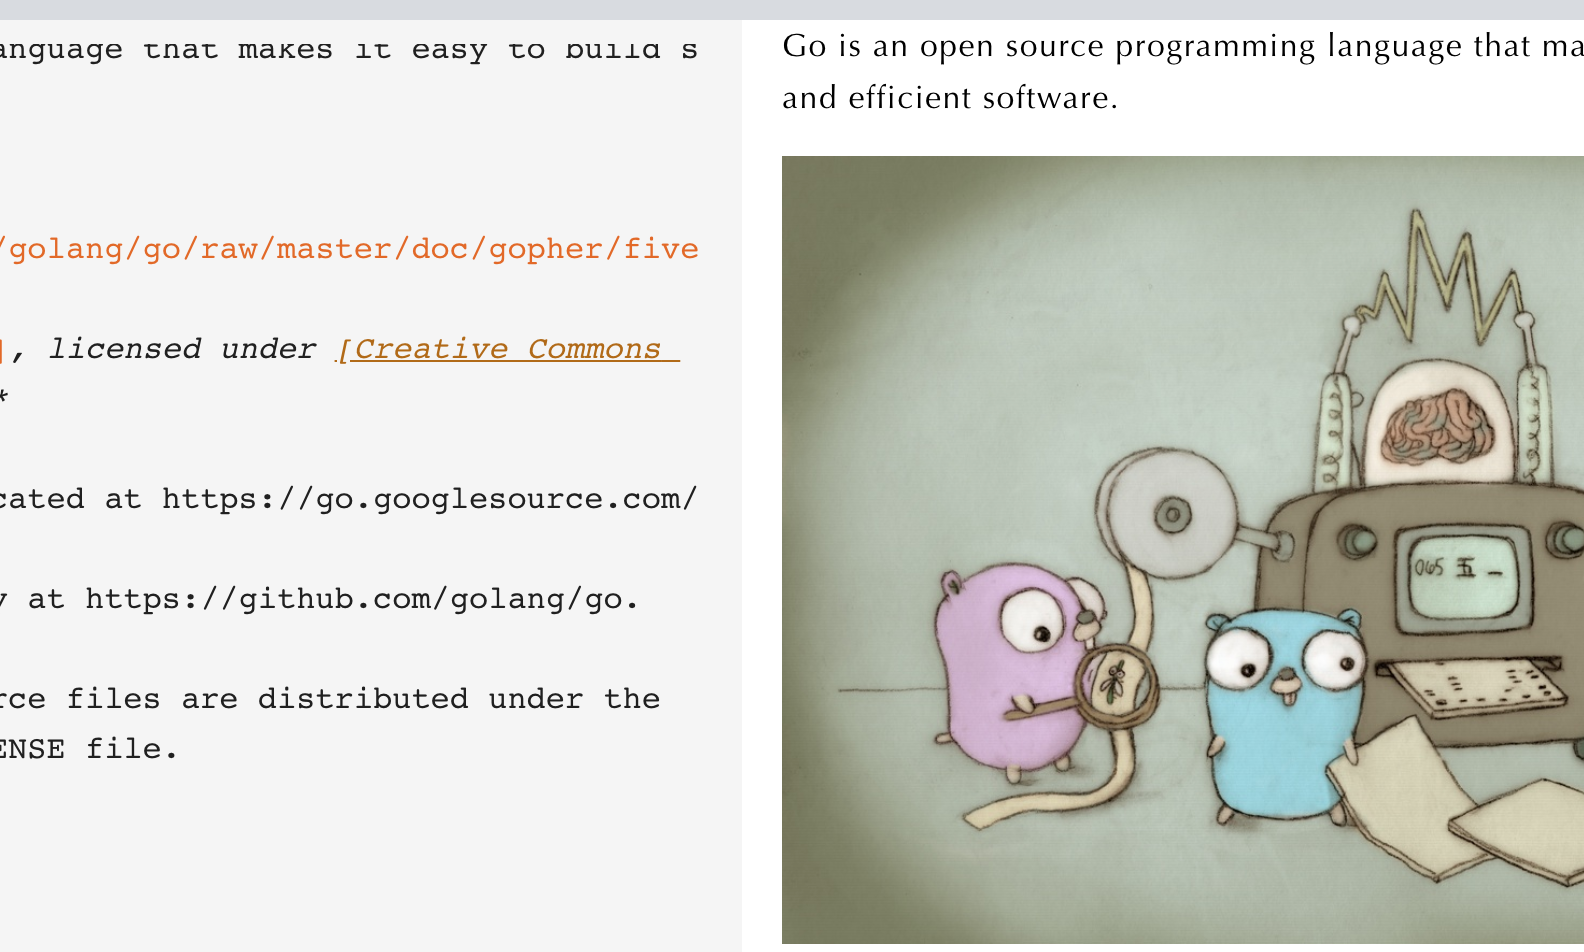 anguage that makes it easy to build s
/golang/go/raw/master/doc/gopher/five
], licensed under [Creative Commons
*
cated at https://go.googlesource.com/
y at https://github.com/golang/go.
rce files are distributed under the
ENSE file.
Go is an open source programming language that ma
and efficient software.
065 五 一